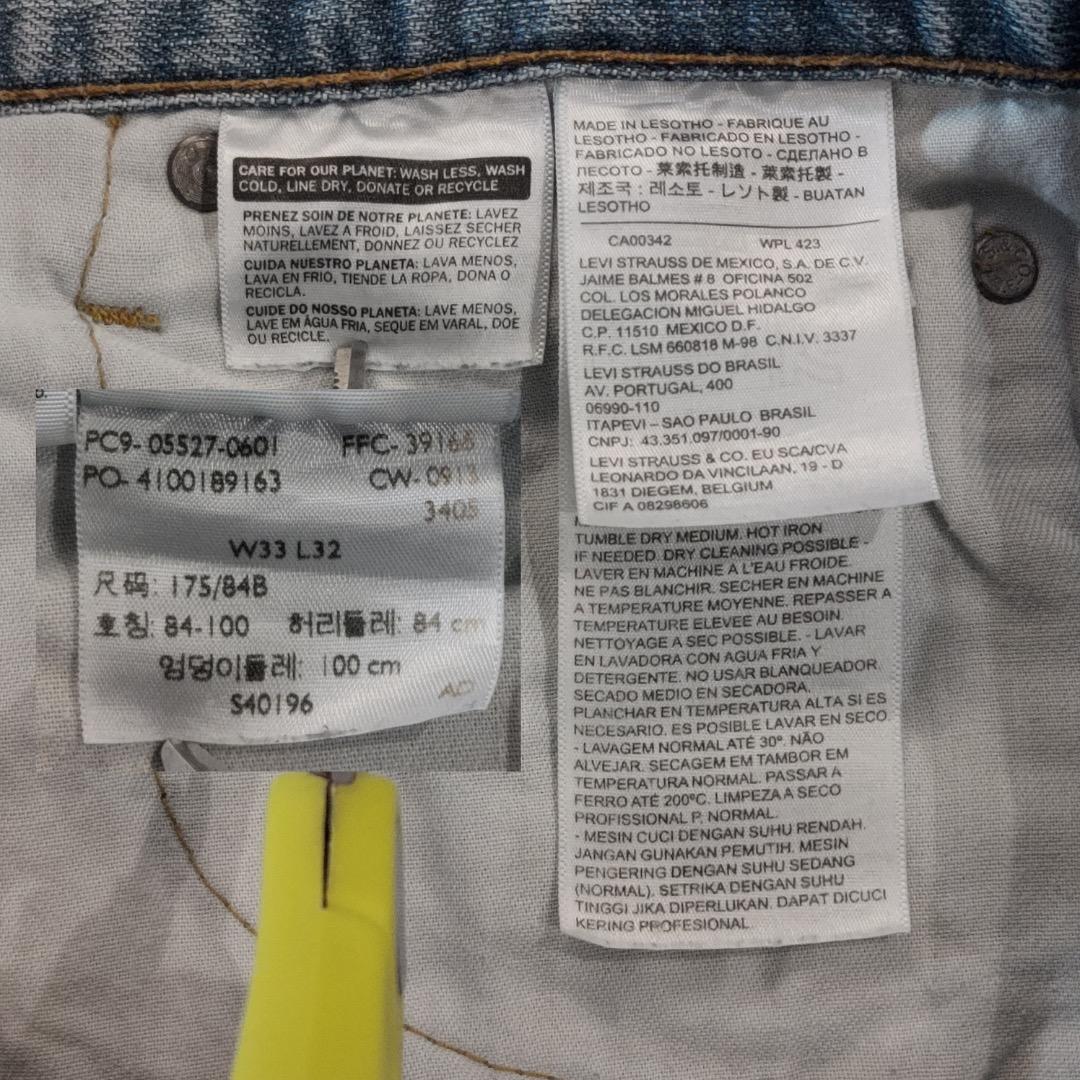 CARE FOR OUR PLANET: WASH LESS, WASH
COLD, LINE DRY, DONATE OR RECYCLE
PRENEZ SOIN DE NOTRE PLANETE: LAVEZ
MOINS, LAVEZ A FROID, LAISSEZ SECHER
NATURELLEMENT, DONNEZ OU RECYCLEZ
CUIDA NUESTRO PLANETA: LAVA MENOS,
LAVA EN FRIO, TIENDE LA ROPA, DONA O
RECICLA.
CUIDE DO NOSSO PLANETA: LAVE MENOS,
LAVE EM ÁGUA FRIA, SEQUE EM VARAL, DOE
OU RECICLE.
PC9- 05527-0601 FFC- 39168
PO- 4100189163 CW- 0913
3405
W33 L32
尺码: 175/84B
호칭: 84-100 허리둘레: 84 cm
엉덩이둘레: 100 cm
S40196 AD
MADE IN LESOTHO - FABRIQUE AU
LESOTHO - FABRICADO EN LESOTHO -
FABRICADO NO LESOTO - СДЕЛАНО В
ЛЕСОТО - 莱索托制造 - 萊索托製 -
제조국 : 레소토 - レソト製 - BUATAN
LESOTHO
CA00342 WPL 423
LEVI STRAUSS DE MEXICO, S.A. DE C.V.
JAIME BALMES # 8 OFICINA 502
COL. LOS MORALES POLANCO
DELEGACION MIGUEL HIDALGO
C.P. 11510 MEXICO D.F.
R.F.C. LSM 660818 M-98 C.N.I.V. 3337
LEVI STRAUSS DO BRASIL
AV. PORTUGAL, 400
06990-110
ITAPEVI – SAO PAULO BRASIL
CNPJ: 43.351.097/0001-90
LEVI STRAUSS & CO. EU SCA/CVA
LEONARDO DA VINCILAAN, 19 - D
1831 DIEGEM, BELGIUM
CIF A 08298606
TUMBLE DRY MEDIUM. HOT IRON
IF NEEDED. DRY CLEANING POSSIBLE -
LAVER EN MACHINE A L'EAU FROIDE.
NE PAS BLANCHIR. SECHER EN MACHINE
A TEMPERATURE MOYENNE. REPASSER A
TEMPERATURE ELEVEE AU BESOIN.
NETTOYAGE A SEC POSSIBLE. - LAVAR
EN LAVADORA CON AGUA FRIA Y
DETERGENTE. NO USAR BLANQUEADOR.
SECADO MEDIO EN SECADORA.
PLANCHAR EN TEMPERATURA ALTA SI ES
NECESARIO. ES POSIBLE LAVAR EN SECO
- LAVAGEM NORMAL ATÉ 30º. NÃO
ALVEJAR. SECAGEM EM TAMBOR EM
TEMPERATURA NORMAL. PASSAR A
FERRO ATÉ 200ºC. LIMPEZA A SECO
PROFISSIONAL P, NORMAL.
- MESIN CUCI DENGAN SUHU RENDAH.
JANGAN GUNAKAN PEMUTIH. MESIN
PENGERING DENGAN SUHU SEDANG
(NORMAL). SETRIKA DENGAN SUHU
TINGGI JIKA DIPERLUKAN. DAPAT DICUCI
KERING PROFESIONAL